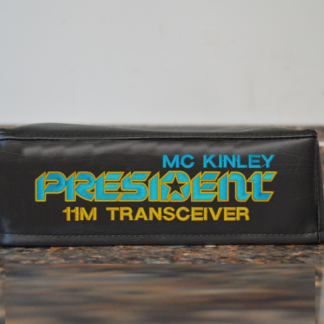 MC KINLEY
PRESIDENT
11M TRANSCEIVER